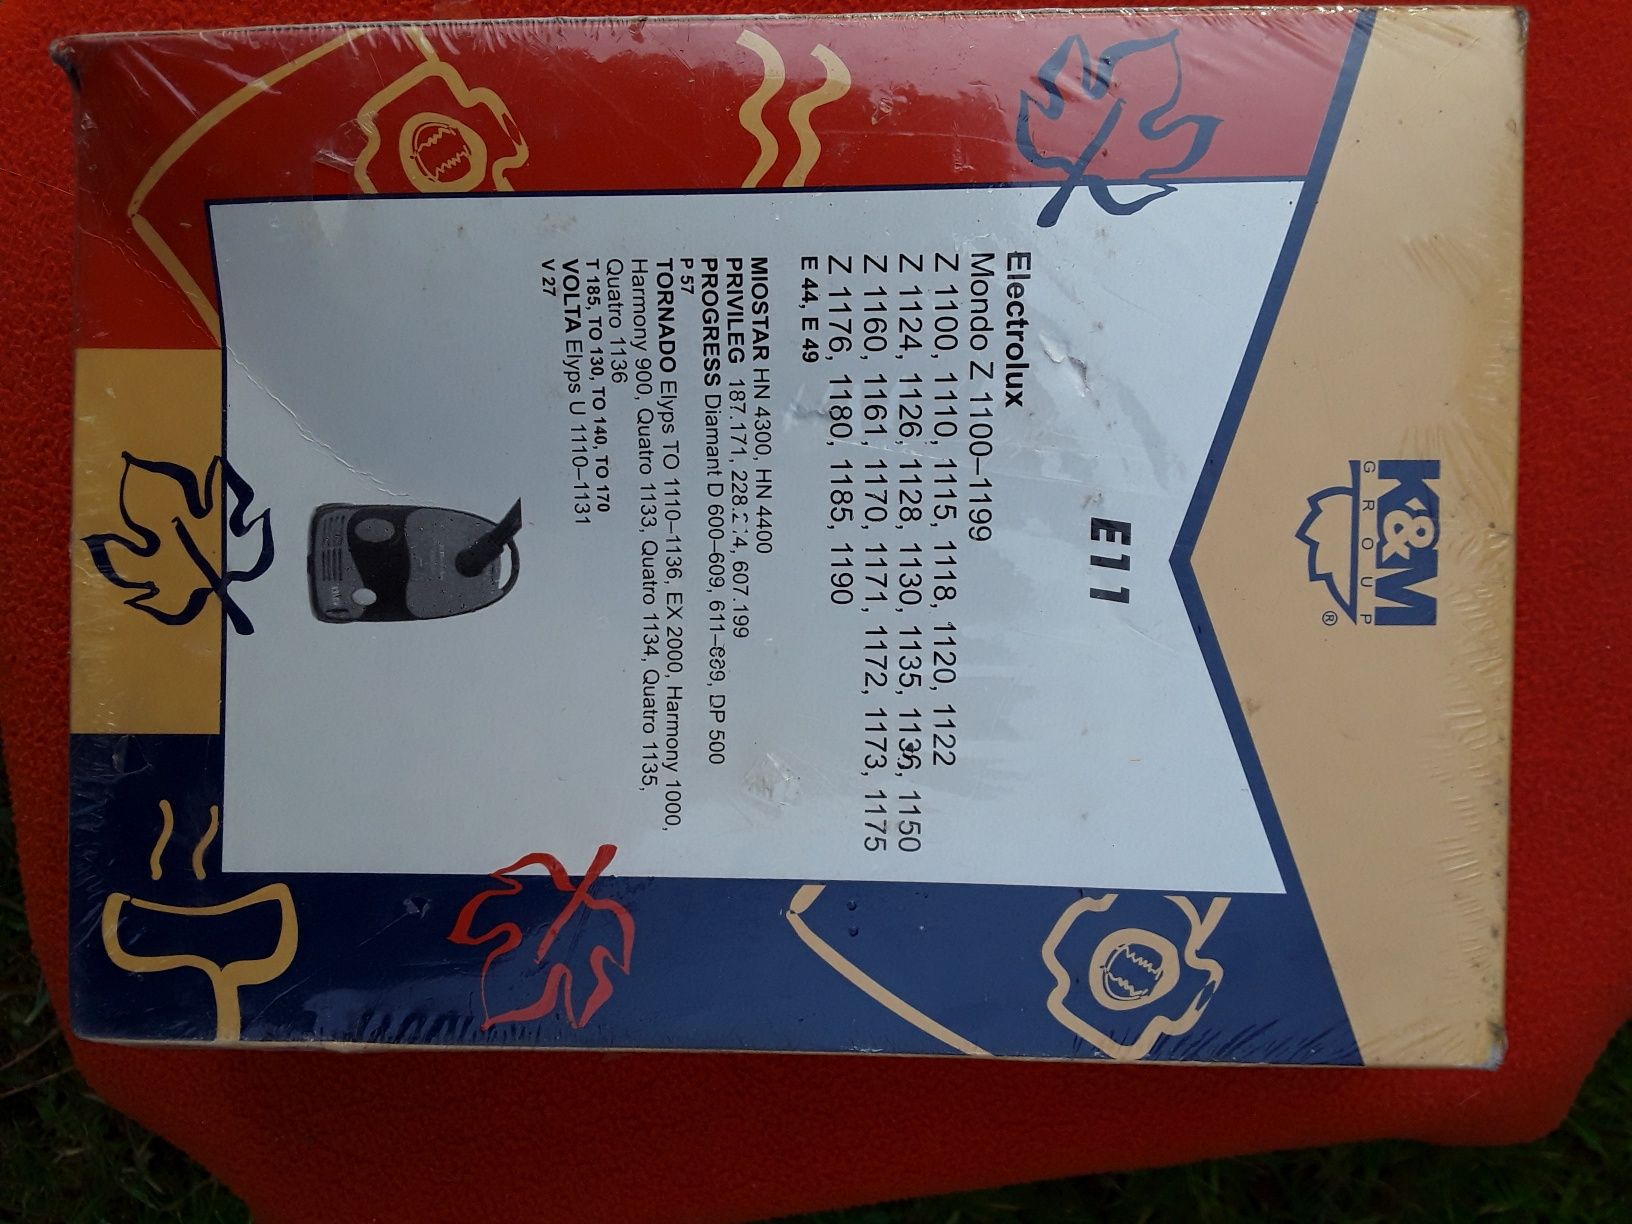 K&M
GROUP
®
E11
Electrolux
Mondo Z 1100–1199
Z 1100, 1110, 1115, 1118, 1120, 1122
Z 1124, 1126, 1128, 1130, 1135, 1136, 1150
Z 1160, 1161, 1170, 1171, 1172, 1173, 1175
Z 1176, 1180, 1185, 1190
E 44, E 49
MIOSTAR HN 4300, HN 4400
PRIVILEG 187.171, 607.199
PROGRESS Diamant D 600–609, DP 500
P 57
TORNADO Elyps TO 1110–1136, EX 2000, Harmony 1000,
Harmony 900, Quatro 1133, Quatro 1134, Quatro 1135,
Quatro 1136
T 185, TO 130, TO 140, TO 170
VOLTA Elyps U 1110–1131
V 27